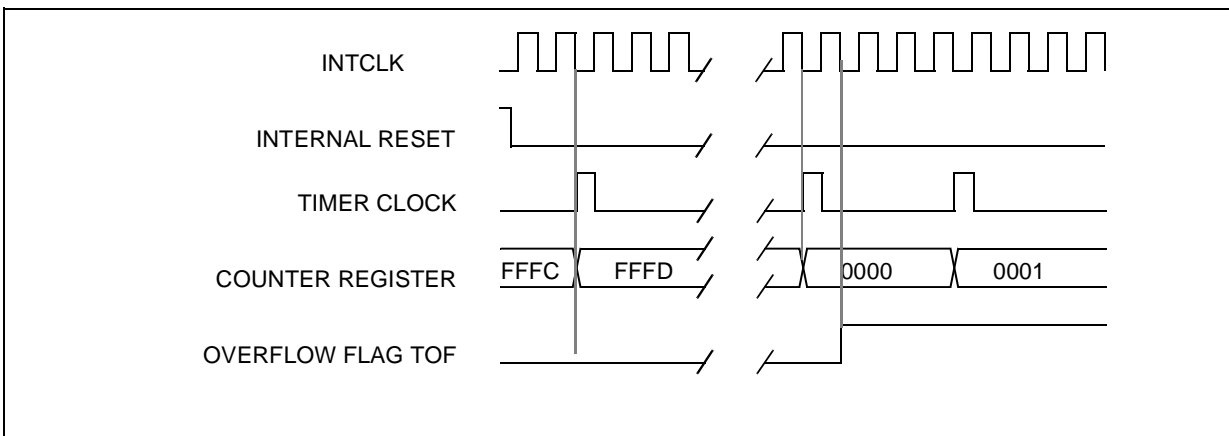 INTCLK
INTERNAL RESET
TIMER CLOCK
COUNTER REGISTER FFFC FFFD 0000 0001
OVERFLOW FLAG TOF